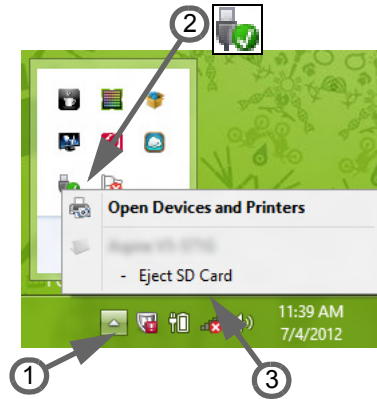 2
Open Devices and Printers
- Eject SD Card
11:39 AM
7/4/2012
1
3